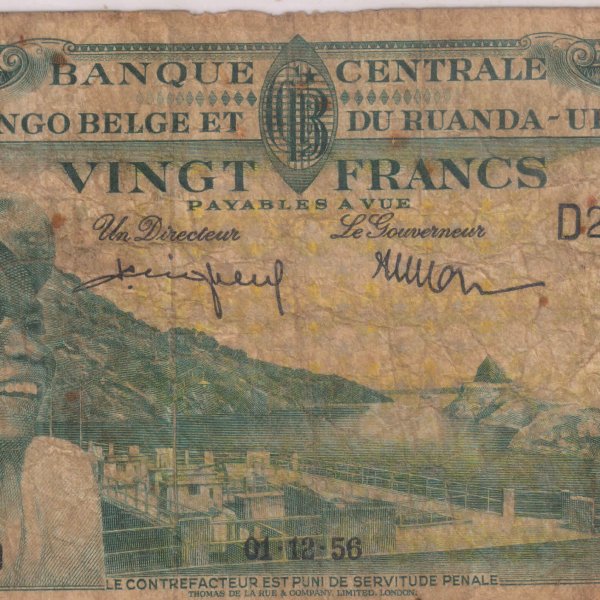 BANQUE CENTRALE
NGO BELGE ET DU RUANDA-U
VINGT FRANCS
PAYABLES A VUE
Un Directeur Le Gouverneur
D2
01-12-56
LE CONTREFACTEUR EST PUNI DE SERVITUDE PENALE
THOMAS DE LA RUE & COMPANY, LIMITED, LONDON.